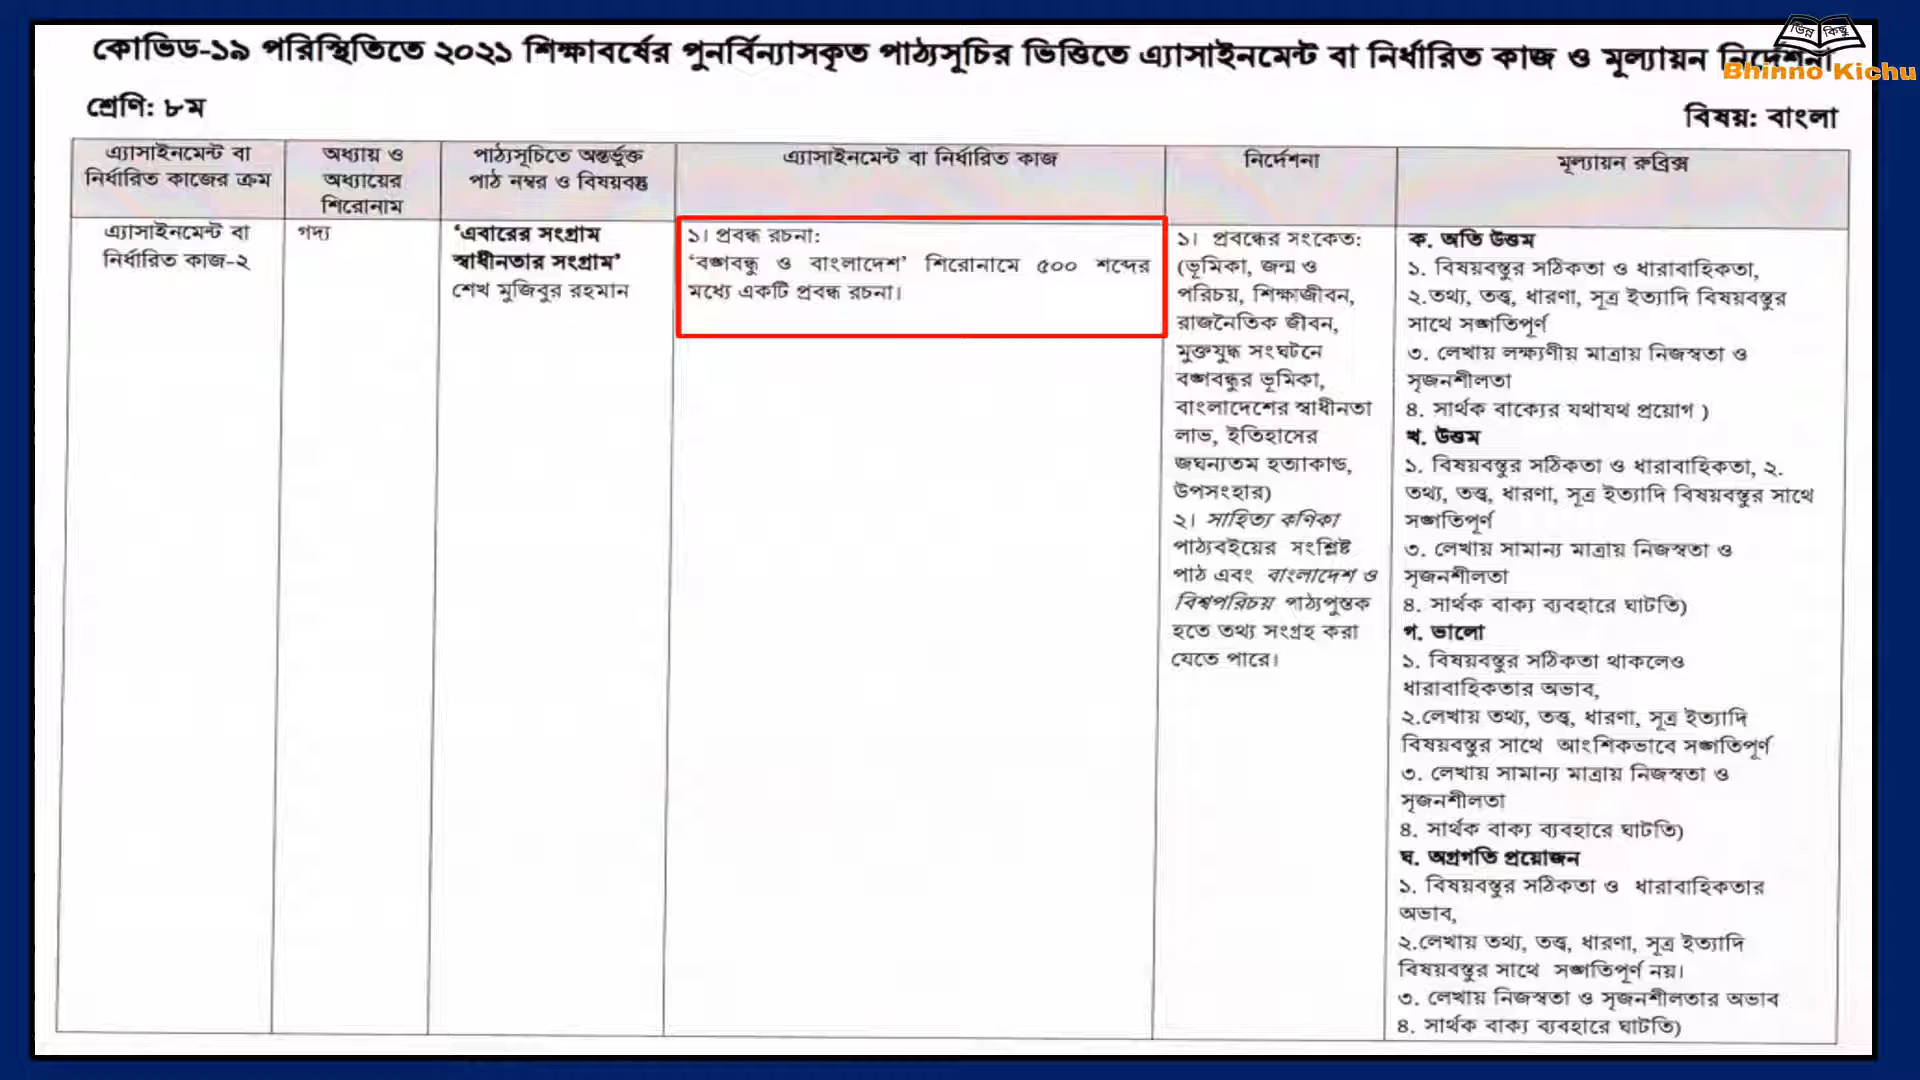 ভিন্ন কিছু
Bhinno Kichu
কোভিড-১৯ পরিস্থিতিতে ২০২১ শিক্ষাবর্ষের পুনর্বিন্যাসকৃত পাঠ্যসূচির ভিত্তিতে এ্যাসাইনমেন্ট বা নির্ধারিত কাজ ও মূল্যায়ন নির্দেশনা
শ্রেণি: ৮ম
বিষয়: বাংলা
এ্যাসাইনমেন্ট বা
নির্ধারিত কাজের ক্রম
অধ্যায় ও
অধ্যায়ের
শিরোনাম
পাঠ্যসূচিতে অন্তর্ভুক্ত
পাঠ নম্বর ও বিষয়বস্তু
এ্যাসাইনমেন্ট বা নির্ধারিত কাজ
নির্দেশনা
মূল্যায়ন রুব্রিক্স
এ্যাসাইনমেন্ট বা
নির্ধারিত কাজ-২
গদ্য
‘এবারের সংগ্রাম
স্বাধীনতার সংগ্রাম’
শেখ মুজিবুর রহমান
১। প্রবন্ধ রচনা:
‘বঙ্গবন্ধু ও বাংলাদেশ’ শিরোনামে ৫০০ শব্দের
মধ্যে একটি প্রবন্ধ রচনা।
১। প্রবন্ধের সংকেত:
(ভূমিকা, জন্ম ও
পরিচয়, শিক্ষাজীবন,
রাজনৈতিক জীবন,
মুক্তযুদ্ধ সংঘটনে
বঙ্গবন্ধুর ভূমিকা,
বাংলাদেশের স্বাধীনতা
লাভ, ইতিহাসের
জঘন্যতম হত্যাকান্ড,
উপসংহার)
২। সাহিত্য কণিকা
পাঠ্যবইয়ের সংশ্লিষ্ট
পাঠ এবং বাংলাদেশ ও
বিশ্বপরিচয় পাঠ্যপুস্তক
হতে তথ্য সংগ্রহ করা
যেতে পারে।
ক. অতি উত্তম
১. বিষয়বস্তুর সঠিকতা ও ধারাবাহিকতা,
২.তথ্য, তত্ত্ব, ধারণা, সূত্র ইত্যাদি বিষয়বস্তুর
সাথে সঙ্গতিপূর্ণ
৩. লেখায় লক্ষ্যণীয় মাত্রায় নিজস্বতা ও
সৃজনশীলতা
৪. সার্থক বাক্যের যথাযথ প্রয়োগ )
খ. উত্তম
১. বিষয়বস্তুর সঠিকতা ও ধারাবাহিকতা, ২.
তথ্য, তত্ত্ব, ধারণা, সূত্র ইত্যাদি বিষয়বস্তুর সাথে
সঙ্গতিপূর্ণ
৩. লেখায় সামান্য মাত্রায় নিজস্বতা ও
সৃজনশীলতা
৪. সার্থক বাক্য ব্যবহারে ঘাটতি)
গ. ভালো
১. বিষয়বস্তুর সঠিকতা থাকলেও
ধারাবাহিকতার অভাব,
২.লেখায় তথ্য, তত্ত্ব, ধারণা, সূত্র ইত্যাদি
বিষয়বস্তুর সাথে আংশিকভাবে সঙ্গতিপূর্ণ
৩. লেখায় সামান্য মাত্রায় নিজস্বতা ও
সৃজনশীলতা
৪. সার্থক বাক্য ব্যবহারে ঘাটতি)
ঘ. অগ্রগতি প্রয়োজন
১. বিষয়বস্তুর সঠিকতা ও ধারাবাহিকতার
অভাব,
২.লেখায় তথ্য, তত্ত্ব, ধারণা, সূত্র ইত্যাদি
বিষয়বস্তুর সাথে সঙ্গতিপূর্ণ নয়।
৩. লেখায় নিজস্বতা ও সৃজনশীলতার অভাব
৪. সার্থক বাক্য ব্যবহারে ঘাটতি)